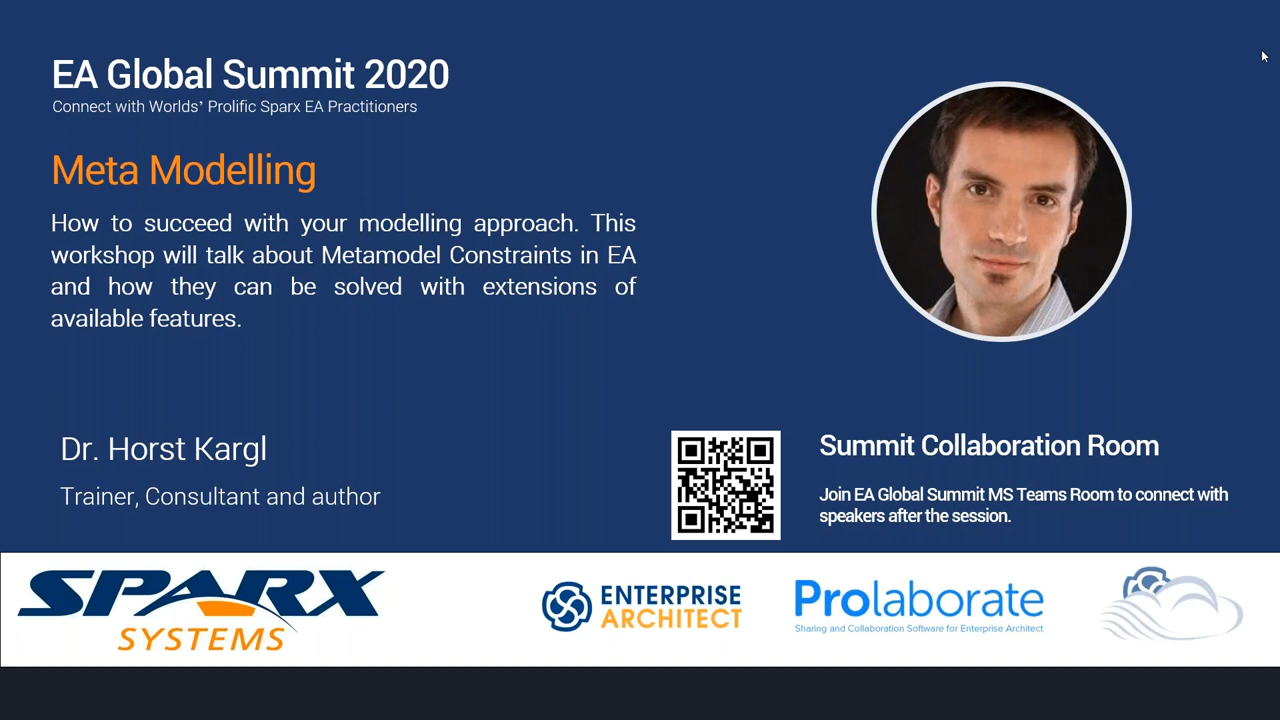 EA Global Summit 2020
Connect with Worlds’ Prolific Sparx EA Practitioners
Meta Modelling
How to succeed with your modelling approach. This
workshop will talk about Metamodel Constraints in EA
and how they can be solved with extensions of
available features.
Dr. Horst Kargl
Trainer, Consultant and author
Summit Collaboration Room
Join EA Global Summit MS Teams Room to connect with
speakers after the session.
SPARX
SYSTEMS
ENTERPRISE
ARCHITECT
Prolaborate
Sharing and Collaboration Software for Enterprise Architect